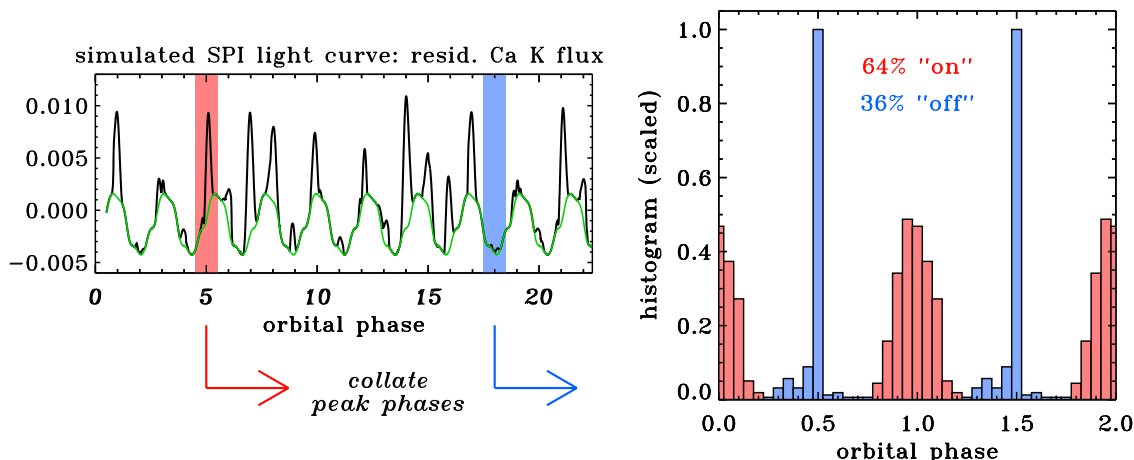 simulated SPI light curve: resid. Ca K flux
0.010
0.005
0.000
−0.005
0 5 10 15 20
orbital phase
collate
peak phases
1.0
0.8
0.6
0.4
0.2
0.0
histogram (scaled)
64% "on"
36% "off"
0.0 0.5 1.0 1.5 2.0
orbital phase